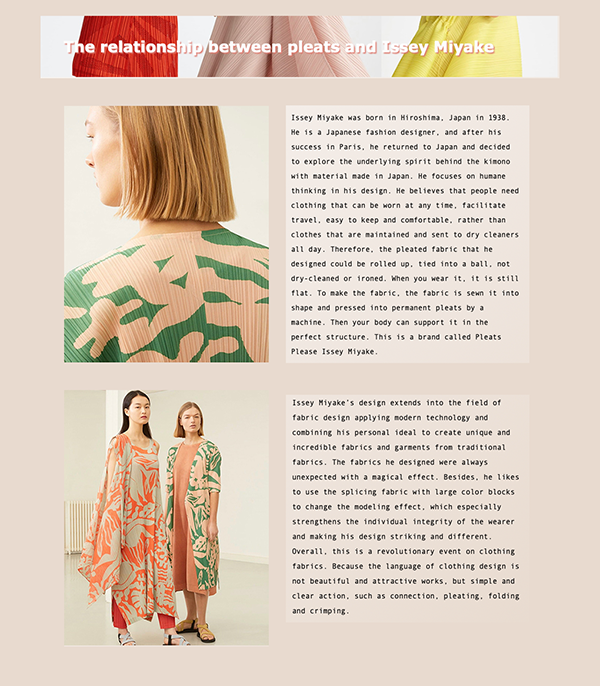 The relationship between pleats and Issey Miyake
Issey Miyake was born in Hiroshima, Japan in 1938.
He is a Japanese fashion designer, and after his
success in Paris, he returned to Japan and decided
to explore the underlying spirit behind the kimono
with material made in Japan. He focuses on humane
thinking in his design. He believes that people need
clothing that can be worn at any time, facilitate
travel, easy to keep and comfortable, rather than
clothes that are maintained and sent to dry cleaners
all day. Therefore, the pleated fabric that he
designed could be rolled up, tied into a ball, not
dry-cleaned or ironed. When you wear it, it is still
flat. To make the fabric, the fabric is sewn it into
shape and pressed into permanent pleats by a
machine. Then your body can support it in the
perfect structure. This is a brand called Pleats
Please Issey Miyake.
Issey Miyake's design extends into the field of
fabric design applying modern technology and
combining his personal ideal to create unique and
incredible fabrics and garments from traditional
fabrics. The fabrics he designed were always
unexpected with a magical effect. Besides, he likes
to use the splicing fabric with large color blocks
to change the modeling effect, which especially
strengthens the individual integrity of the wearer
and making his design striking and different.
Overall, this is a revolutionary event on clothing
fabrics. Because the language of clothing design is
not beautiful and attractive works, but simple and
clear action, such as connection, pleating, folding
and crimping.